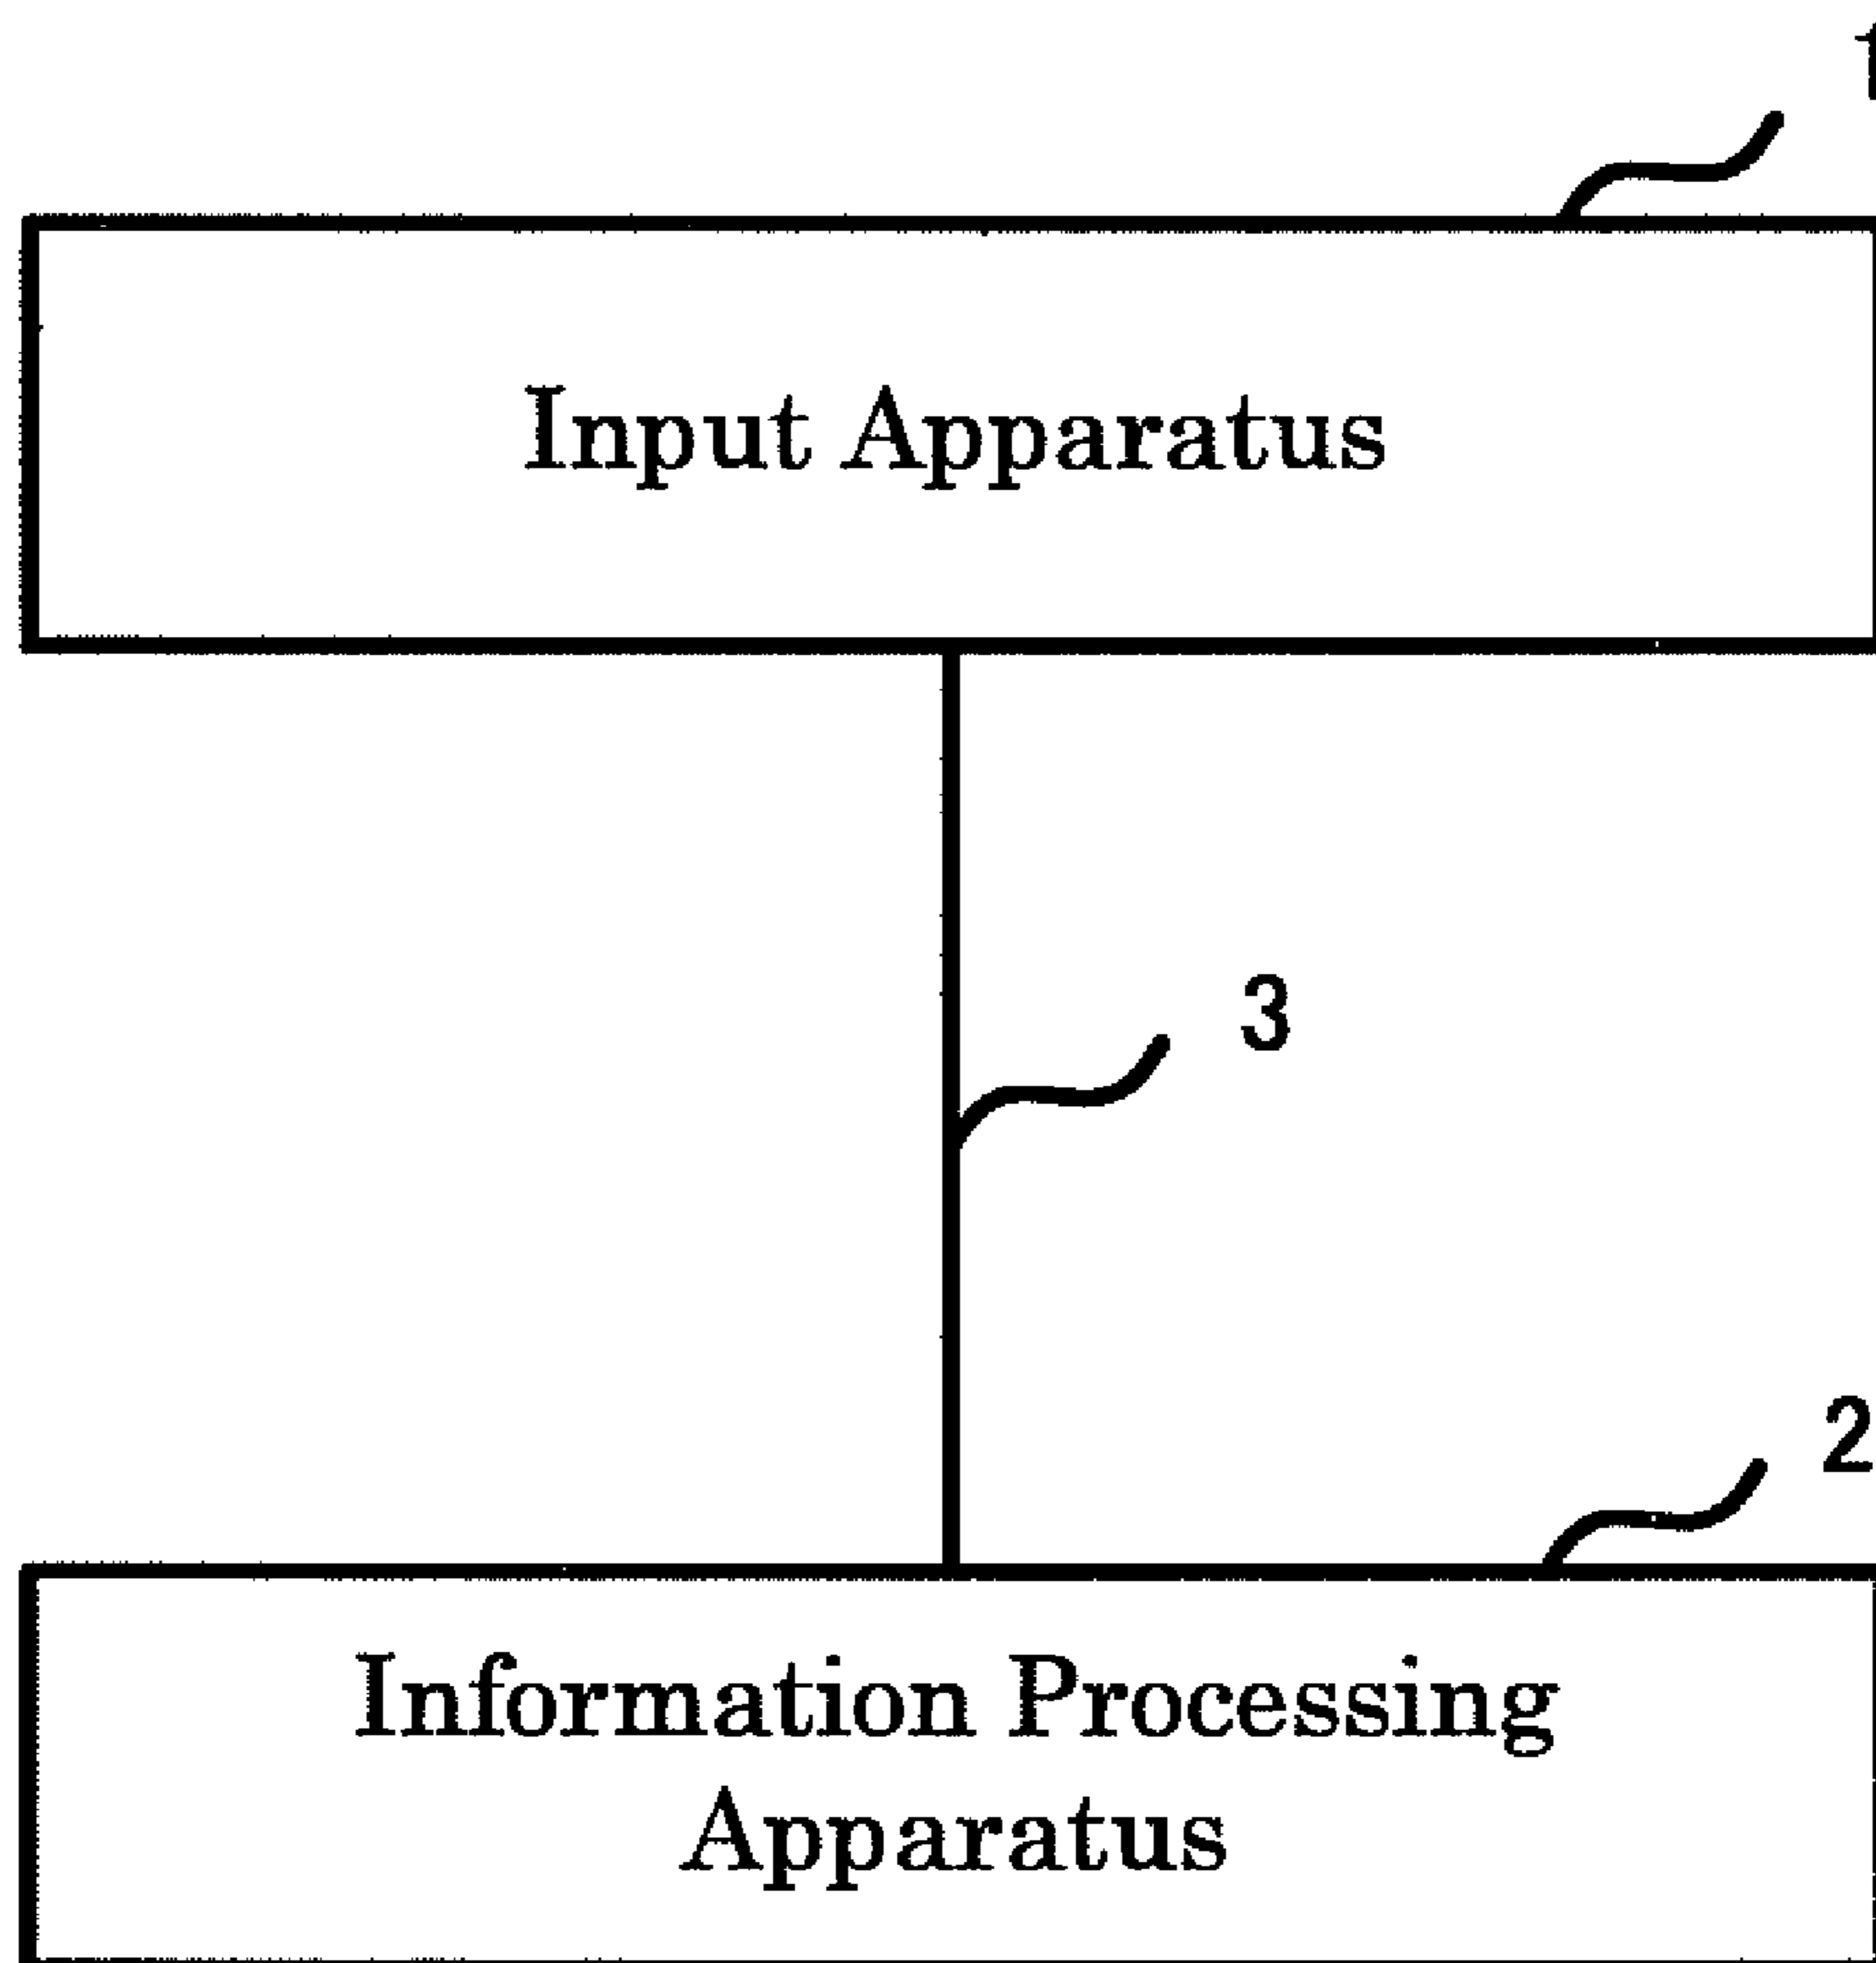 1
Input Apparatus
3
2
Information Processing
Apparatus